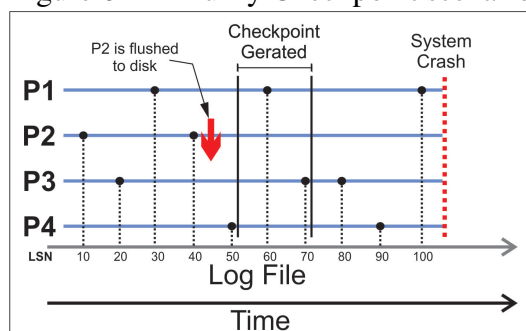 P2 is flushed
to disk
Checkpoint
Gerated
System
Crash
P1
P2
P3
P4
LSN 10 20 30 40 50 60 70 80 90 100
Log File
Time